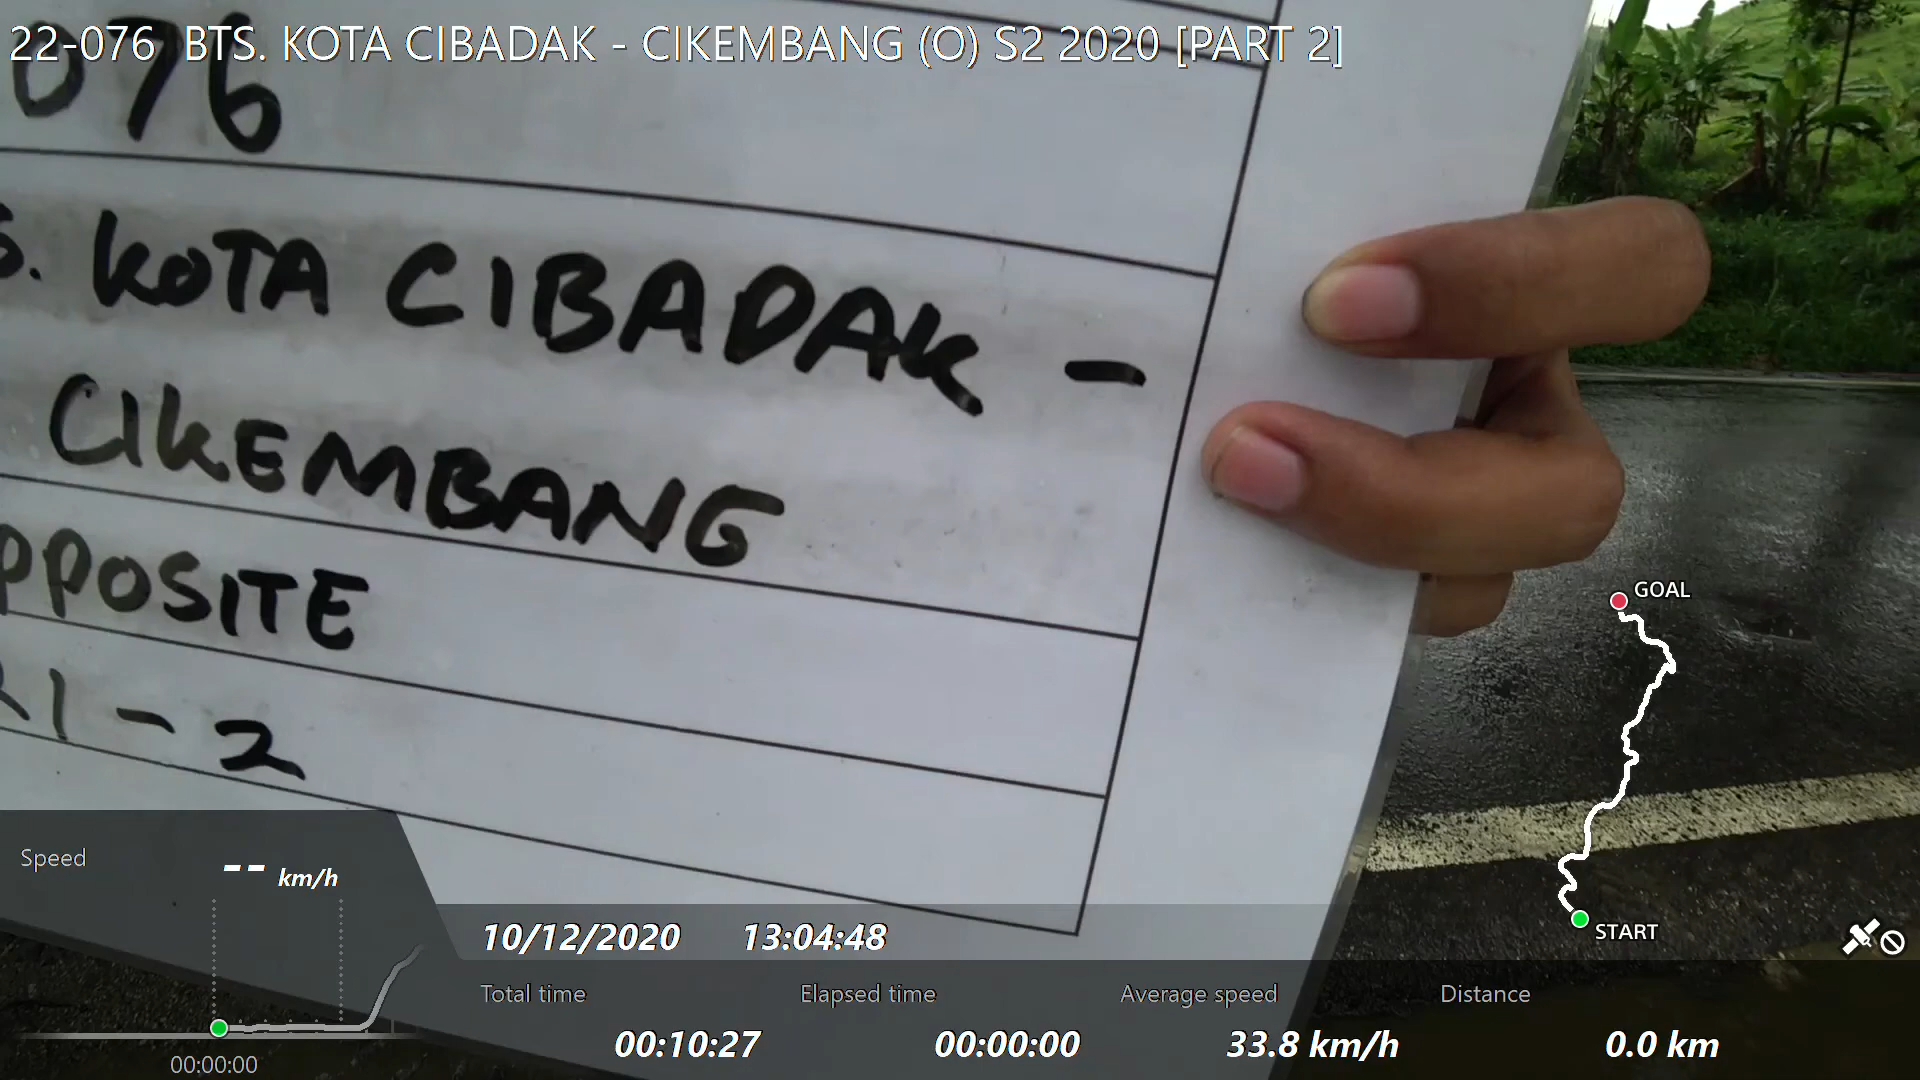 22-076 BTS. KOTA CIBADAK - CIKEMBANG (O) S2 2020 [PART 2]
076
S. KOTA CIBADAK -
CIKEMBANG
OPPOSITE
1 - 2
GOAL
START
Speed
-- km/h
00:00:00
10/12/2020 13:04:48
Total time Elapsed time Average speed Distance
00:10:27 00:00:00 33.8 km/h 0.0 km